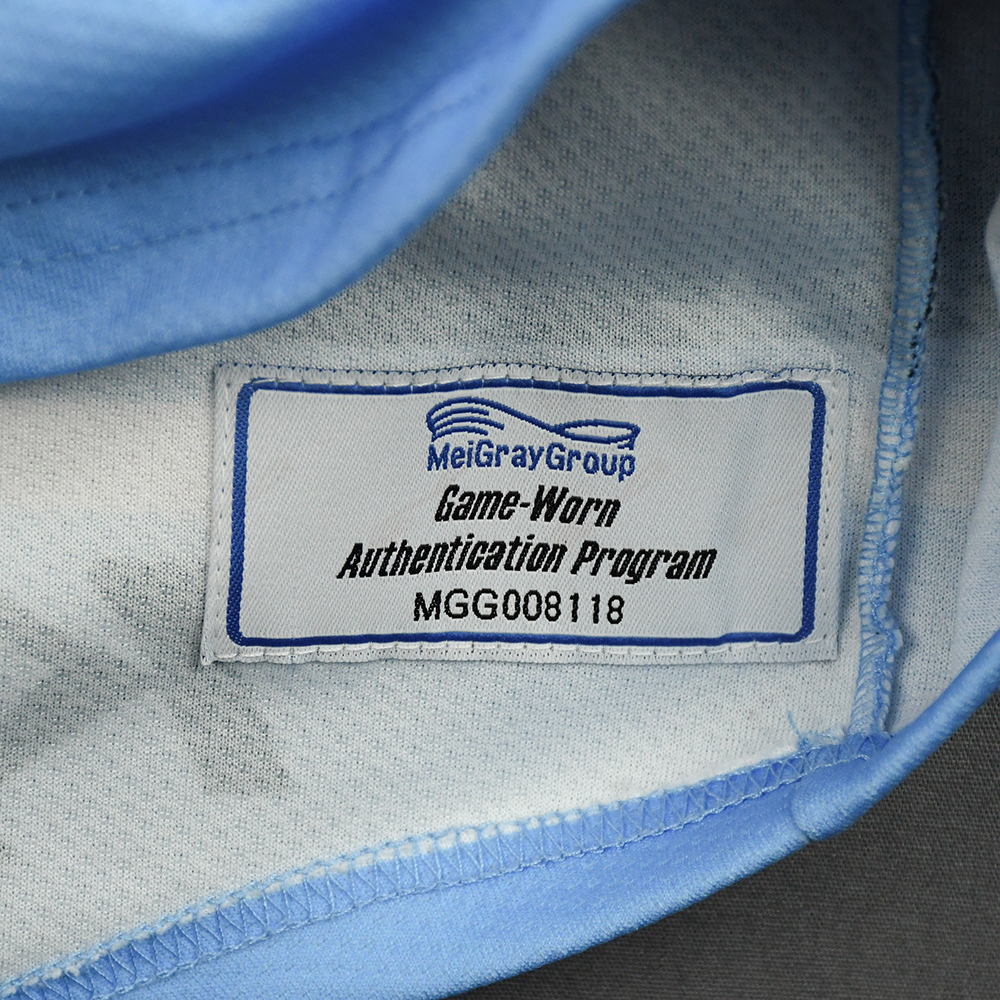 MeiGrayGroup
Game-Worn
Authentication Program
MGG008118